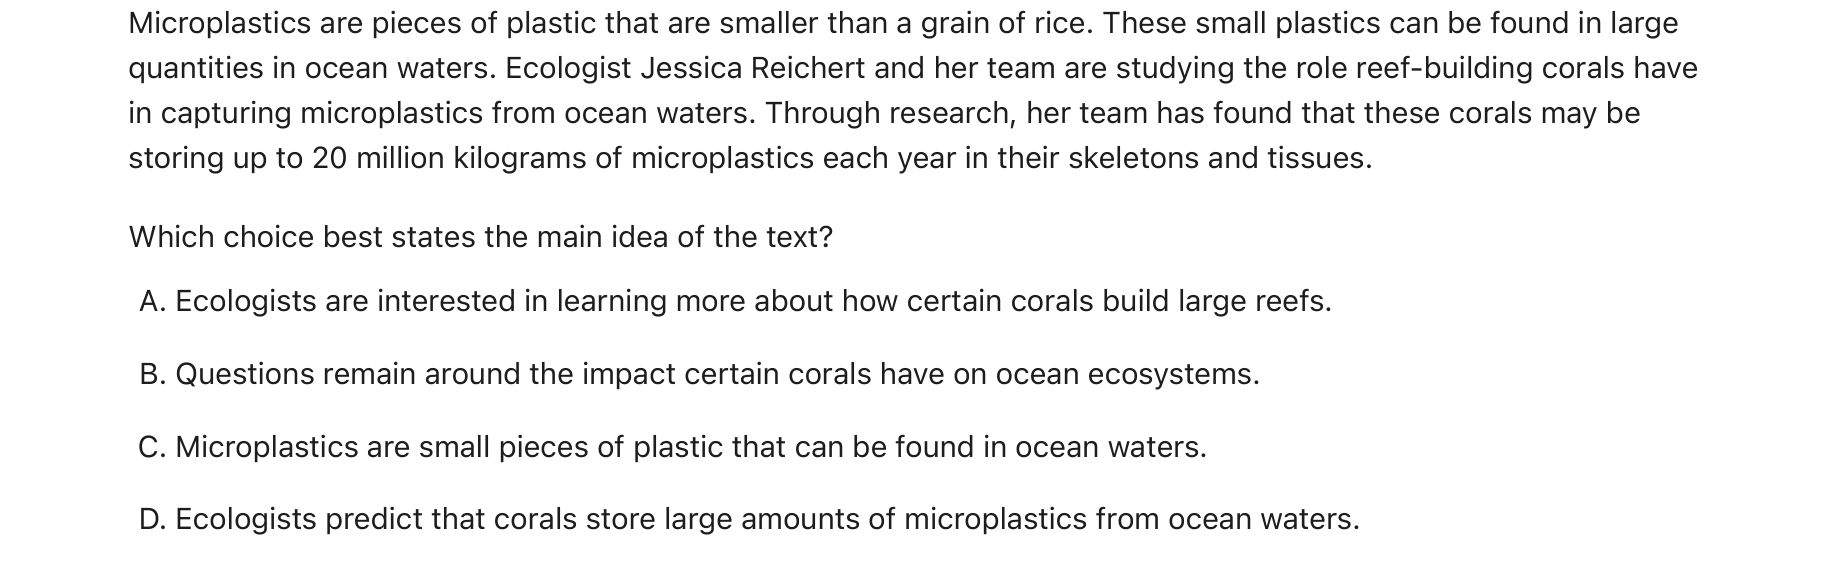 Microplastics are pieces of plastic that are smaller than a grain of rice. These small plastics can be found in large
quantities in ocean waters. Ecologist Jessica Reichert and her team are studying the role reef-building corals have
in capturing microplastics from ocean waters. Through research, her team has found that these corals may be
storing up to 20 million kilograms of microplastics each year in their skeletons and tissues.
Which choice best states the main idea of the text?
A. Ecologists are interested in learning more about how certain corals build large reefs.
B. Questions remain around the impact certain corals have on ocean ecosystems.
C. Microplastics are small pieces of plastic that can be found in ocean waters.
D. Ecologists predict that corals store large amounts of microplastics from ocean waters.